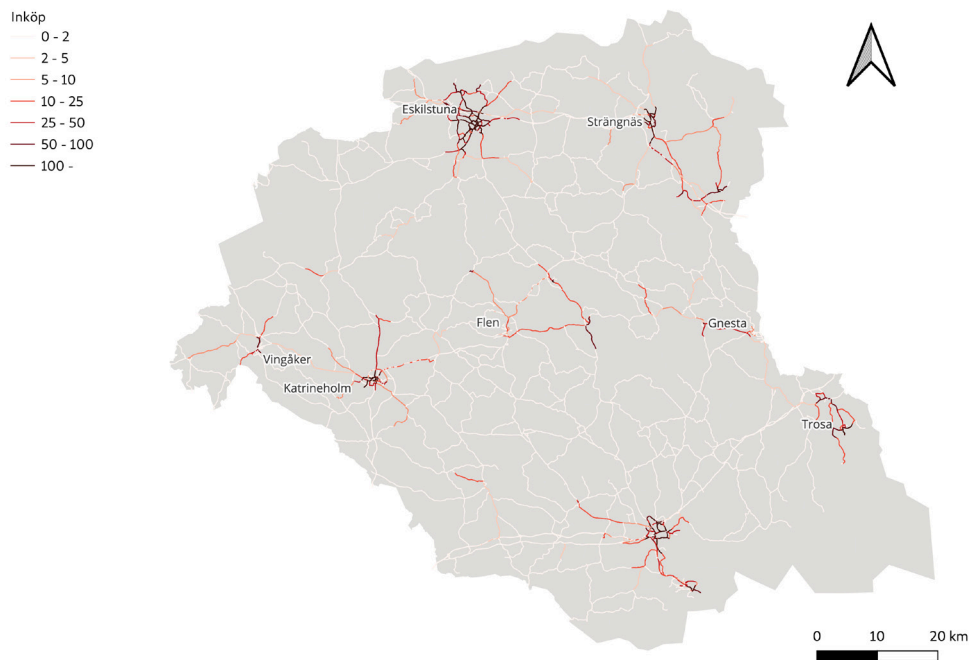 Inköp
0 - 2
2 - 5
5 - 10
10 - 25
25 - 50
50 - 100
100 -
Eskilstuna
Strängnäs
Flen
Gnesta
Vingåker
Katrineholm
Trosa
0 10 20 km